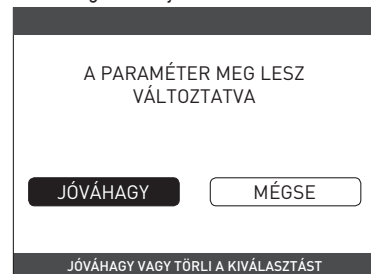 A PARAMÉTER MEG LESZ
VÁLTOZTATVA
JÓVÁHAGY
MÉGSE
JÓVÁHAGY VAGY TÖRLI A KIVÁLASZTÁST